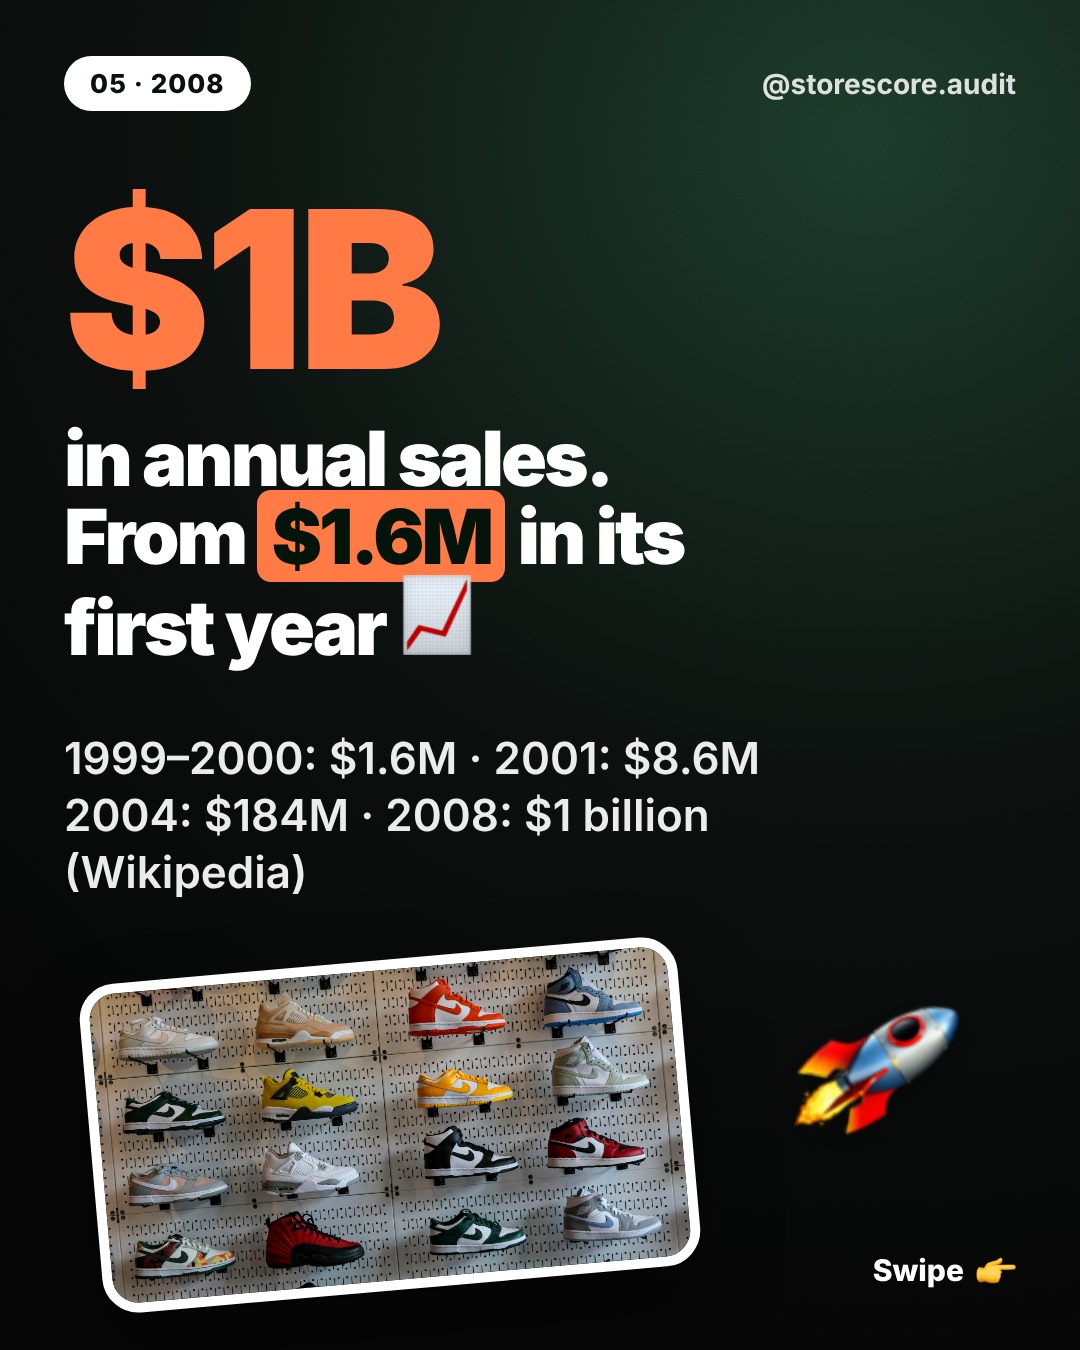 05 · 2008
@storescore.audit
$1B
in annual sales.
From $1.6M in its
first year 📈
1999–2000: $1.6M · 2001: $8.6M
2004: $184M · 2008: $1 billion
(Wikipedia)
Swipe 👉